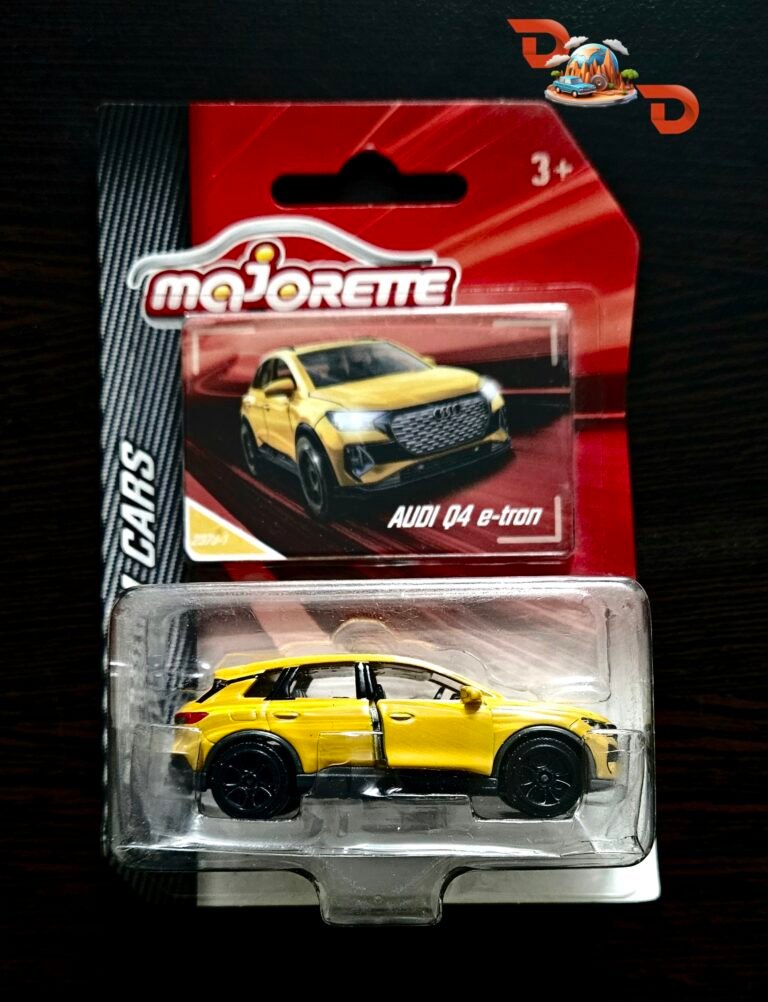 D
D
3+
majorette
AUDI Q4 e-tron
CARS